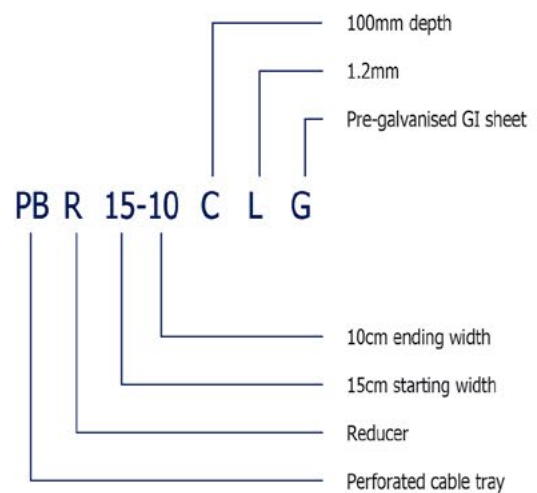 100mm depth
1.2mm
Pre-galvanised GI sheet
PB R 15-10 C L G
10cm ending width
15cm starting width
Reducer
Perforated cable tray